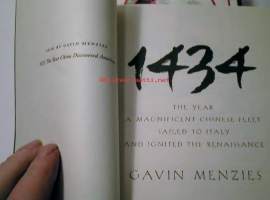 ALSO BY GAVIN MENZIES
1421: The Year China Discovered America
1434
THE YEAR
A MAGNIFICENT CHINESE FLEET
SAILED TO ITALY
AND IGNITED THE RENAISSANCE
GAVIN MENZIES